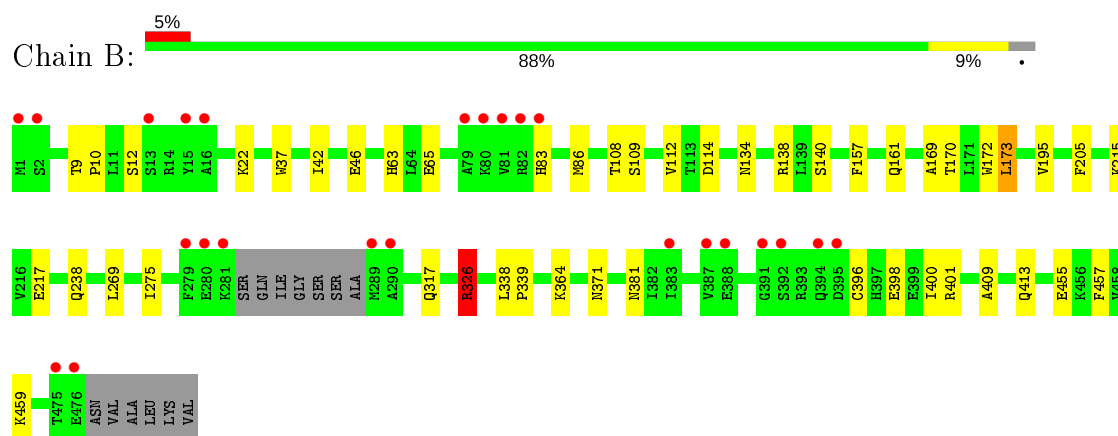 5%
Chain B:
88% 9% •
M1 S2 T9 P10 L11 S12 S13 R14 Y15 A16 K22 W37 I42 E46 H63 L64 E65 A79 K80 V81 R82 H83 M86 T108 S109 V112 T113 D114 N134 R138 L139 S140 F157 Q161 A169 T170 L171 W172 L173 V195 F205 K215
V216 E217 Q238 L269 I275 F279 E280 K281 SER GLN ILE GLY SER SER ALA M289 A290 Q317 R326 L338 P339 K364 N371 N381 I382 I383 V387 E388 G391 S392 R393 Q394 D395 C396 H397 E398 E399 I400 R401 A409 Q413 E455 K456 F457 V458
K459 T475 E476 ASN VAL ALA LEU LYS VAL